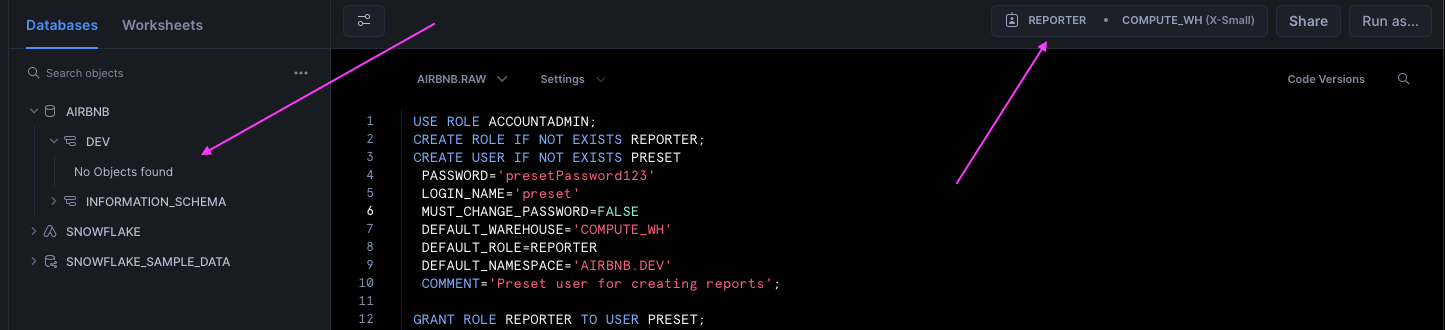 Databases
Worksheets
REPORTER • COMPUTE_WH (X-Small)
Share
Run as...
Search objects
AIRBNB.RAW
Settings
Code Versions
AIRBNB
DEV
No Objects found
INFORMATION_SCHEMA
SNOWFLAKE
SNOWFLAKE_SAMPLE_DATA
1 USE ROLE ACCOUNTADMIN;
2 CREATE ROLE IF NOT EXISTS REPORTER;
3 CREATE USER IF NOT EXISTS PRESET
4 PASSWORD='presetPassword123'
5 LOGIN_NAME='preset'
6 MUST_CHANGE_PASSWORD=FALSE
7 DEFAULT_WAREHOUSE='COMPUTE_WH'
8 DEFAULT_ROLE=REPORTER
9 DEFAULT_NAMESPACE='AIRBNB.DEV'
10 COMMENT='Preset user for creating reports';
11
12 GRANT ROLE REPORTER TO USER PRESET;